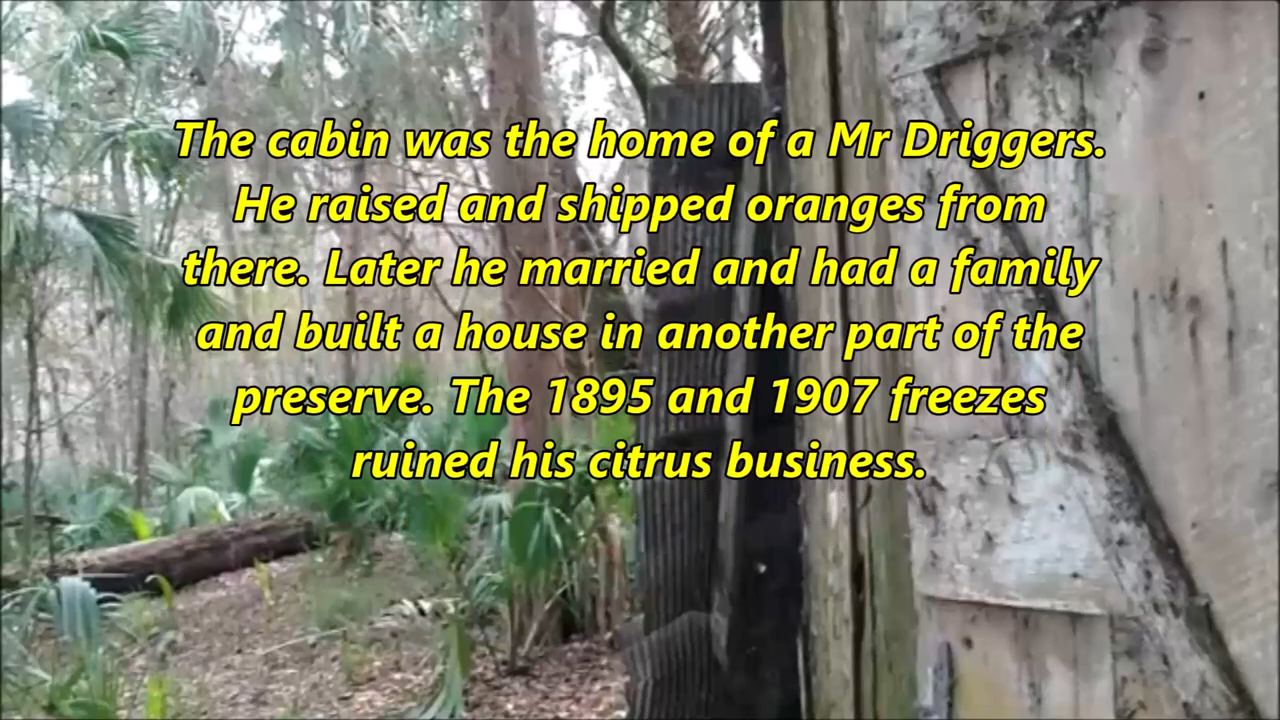 The cabin was the home of a Mr Driggers.
He raised and shipped oranges from
there. Later he married and had a family
and built a house in another part of the
preserve. The 1895 and 1907 freezes
ruined his citrus business.